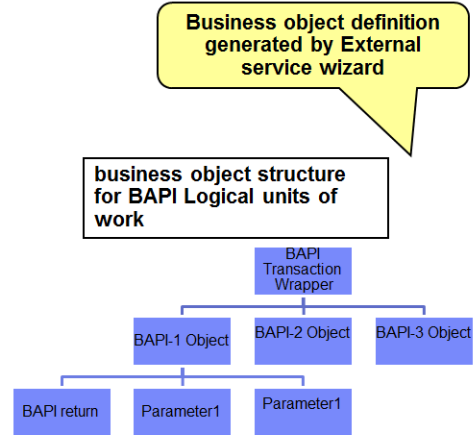 Business object definition
generated by External
service wizard
business object structure
for BAPI Logical units of
work
BAPI
Transaction
Wrapper
BAPI-1 Object
BAPI-2 Object
BAPI-3 Object
BAPI return
Parameter1
Parameter1